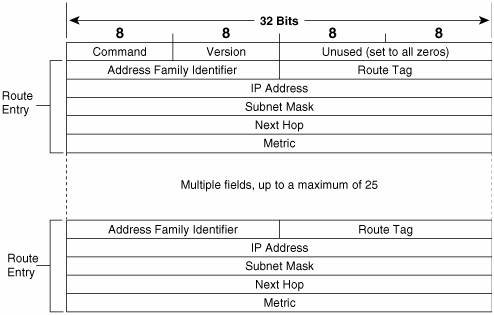 32 Bits
8 8 8 8
Command Version Unused (set to all zeros)
Address Family Identifier Route Tag
Route
Entry
IP Address
Subnet Mask
Next Hop
Metric
Multiple fields, up to a maximum of 25
Address Family Identifier Route Tag
Route
Entry
IP Address
Subnet Mask
Next Hop
Metric